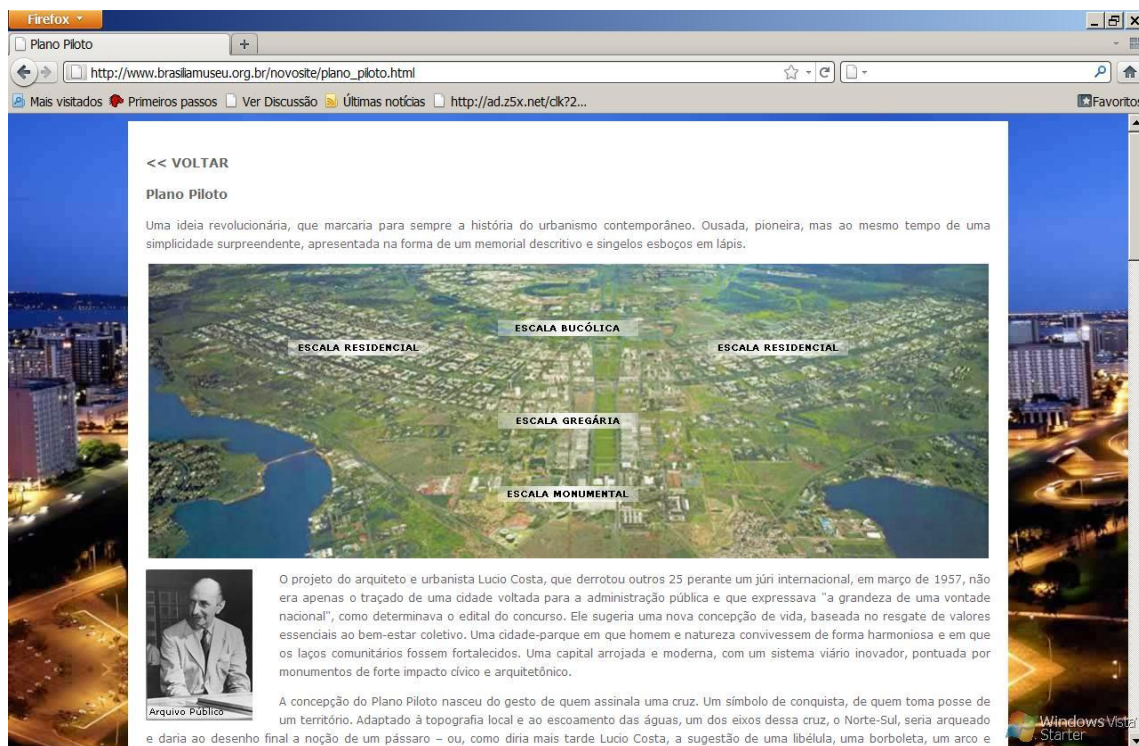 Firefox
Plano Piloto
http://www.brasiliamuseu.org.br/novosite/plano_piloto.html
Mais visitados Primeiros passos Ver Discussão Últimas notícias http://ad.z5x.net/clk?2... Favoritos
<< VOLTAR
Plano Piloto
Uma ideia revolucionária, que marcaria para sempre a história do urbanismo contemporâneo. Ousada, pioneira, mas ao mesmo tempo de uma
simplicidade surpreendente, apresentada na forma de um memorial descritivo e singelos esboços em lápis.
ESCALA BUCÓLICA
ESCALA RESIDENCIAL ESCALA RESIDENCIAL
ESCALA GREGÁRIA
ESCALA MONUMENTAL
O projeto do arquiteto e urbanista Lucio Costa, que derrotou outros 25 perante um júri internacional, em março de 1957, não
era apenas o traçado de uma cidade voltada para a administração pública e que expressava "a grandeza de uma vontade
nacional", como determinava o edital do concurso. Ele sugeria uma nova concepção de vida, baseada no resgate de valores
essenciais ao bem-estar coletivo. Uma cidade-parque em que homem e natureza convivessem de forma harmoniosa e em que
os laços comunitários fossem fortalecidos. Uma capital arrojada e moderna, com um sistema viário inovador, pontuada por
monumentos de forte impacto cívico e arquitetônico.
Arquivo Público
A concepção do Plano Piloto nasceu do gesto de quem assinala uma cruz. Um símbolo de conquista, de quem toma posse de
um território. Adaptado à topografia local e ao escoamento das águas, um dos eixos dessa cruz, o Norte-Sul, seria arqueado
e daria ao desenho final a noção de um pássaro – ou, como diria mais tarde Lucio Costa, a sugestão de uma libélula, uma borboleta, um arco e
Windows Vista
Starter